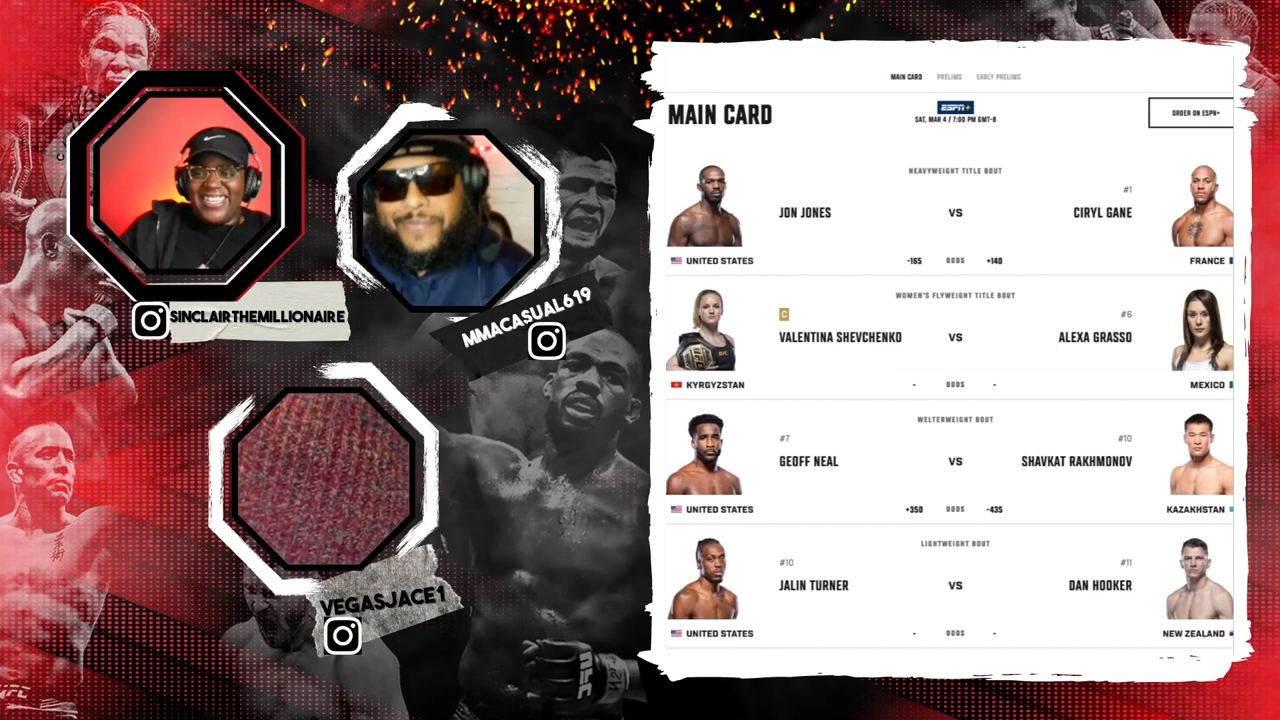 SINCLAIRTHEMILLIONAIRE
MMACASUAL619
VEGASJACE1
MAIN CARD PRELIMS EARLY PRELIMS
MAIN CARD
ESPN+
SAT, MAR 4 / 7:00 PM GMT-8
ORDER ON ESPN+
HEAVYWEIGHT TITLE BOUT
#1
JON JONES VS CIRYL GANE
UNITED STATES -165 ODDS +140 FRANCE
WOMEN'S FLYWEIGHT TITLE BOUT
C #6
VALENTINA SHEVCHENKO VS ALEXA GRASSO
KYRGYZSTAN - ODDS - MEXICO
WELTERWEIGHT BOUT
#7 #10
GEOFF NEAL VS SHAVKAT RAKHMONOV
UNITED STATES +350 ODDS -435 KAZAKHSTAN
LIGHTWEIGHT BOUT
#10 #11
JALIN TURNER VS DAN HOOKER
UNITED STATES - ODDS - NEW ZEALAND
UFC
UFC